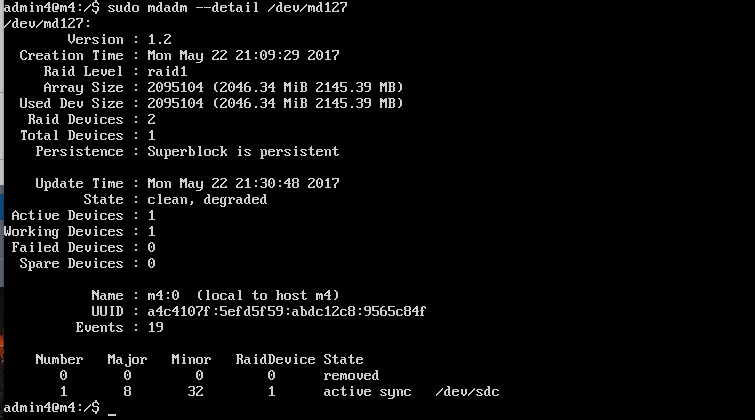 admin4@m4:/$ sudo mdadm --detail /dev/md127
/dev/md127:
Version : 1.2
Creation Time : Mon May 22 21:09:29 2017
Raid Level : raid1
Array Size : 2095104 (2046.34 MiB 2145.39 MB)
Used Dev Size : 2095104 (2046.34 MiB 2145.39 MB)
Raid Devices : 2
Total Devices : 1
Persistence : Superblock is persistent
Update Time : Mon May 22 21:30:48 2017
State : clean, degraded
Active Devices : 1
Working Devices : 1
Failed Devices : 0
Spare Devices : 0
Name : m4:0  (local to host m4)
UUID : a4c4107f:5efd5f59:abdc12c8:9565c84f
Events : 19
Number   Major   Minor   RaidDevice State
0       0        0        0      removed
1       8       32        1      active sync   /dev/sdc
admin4@m4:/$ _